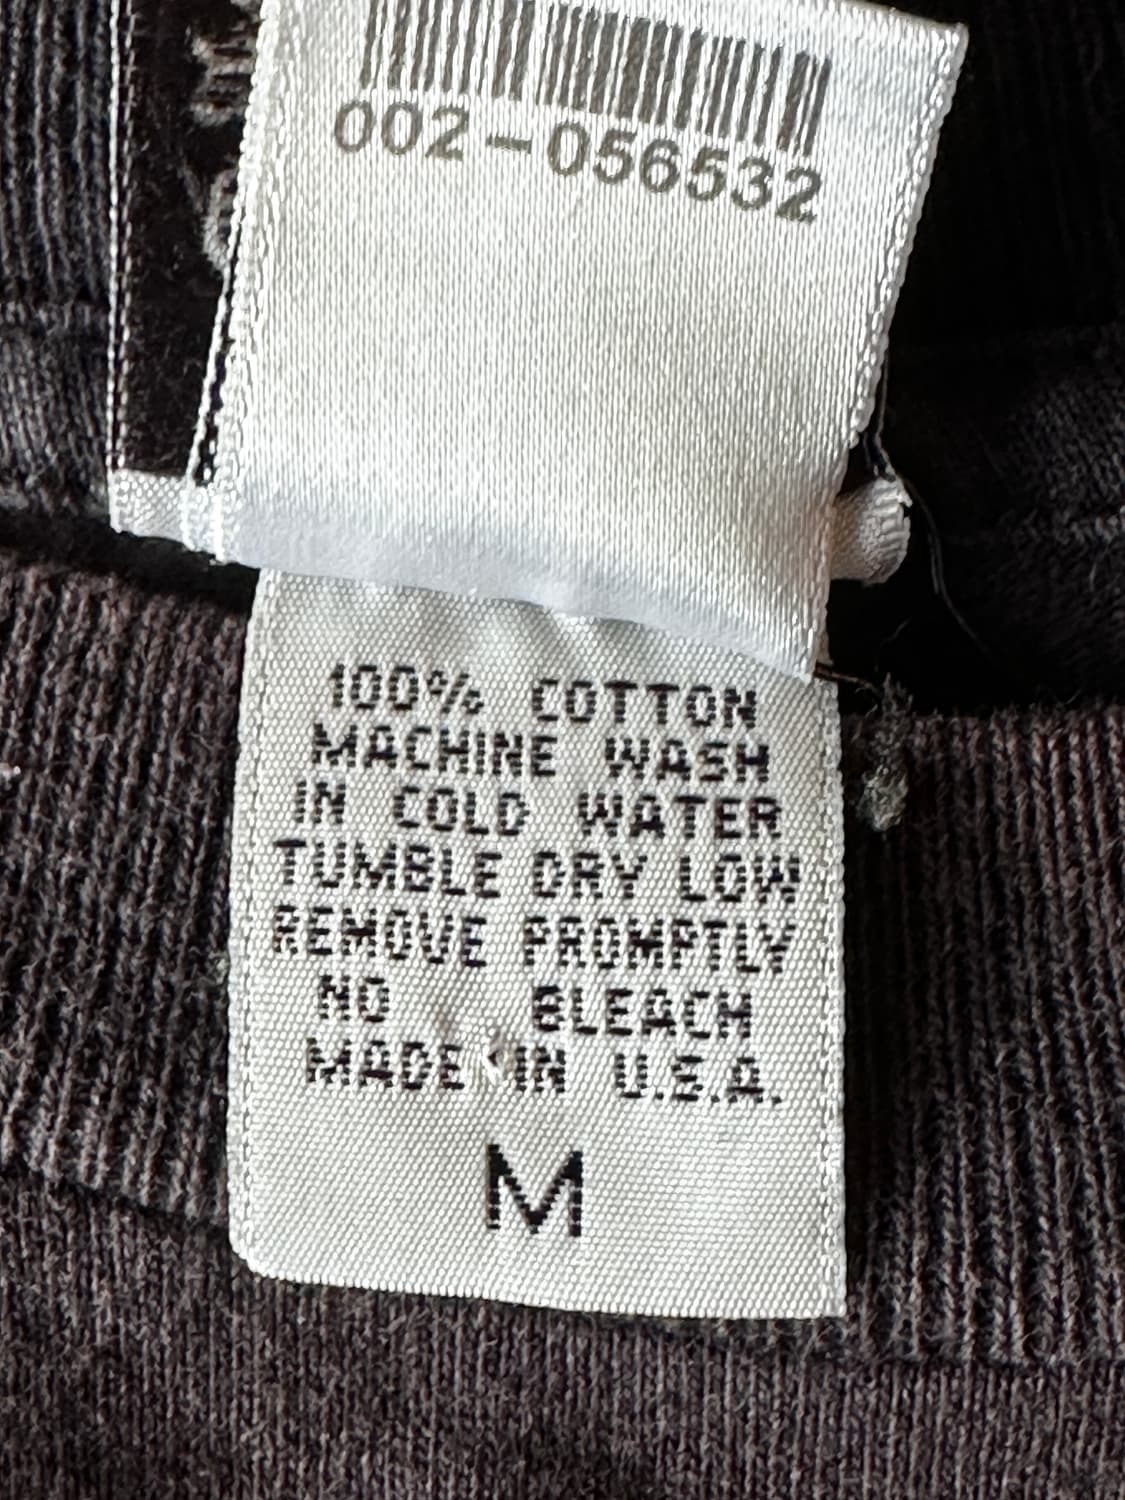 002-056532
100% COTTON
MACHINE WASH
IN COLD WATER
TUMBLE DRY LOW
REMOVE PROMPTLY
NO BLEACH
MADE IN U.S.A.
M